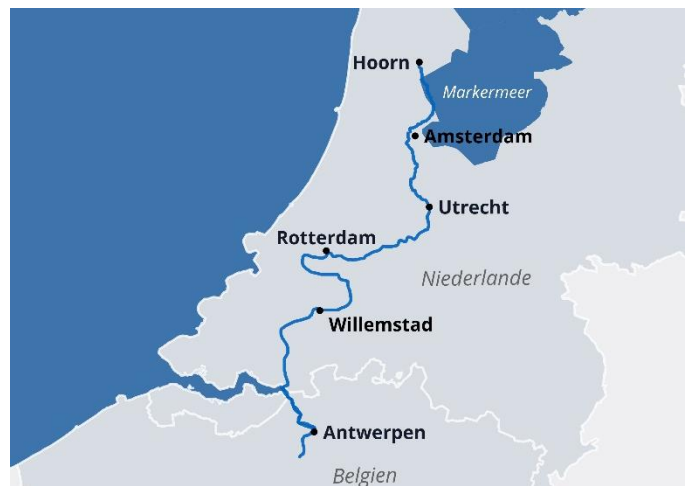 Hoorn
Markermeer
Amsterdam
Utrecht
Rotterdam
Niederlande
Willemstad
Antwerpen
Belgien